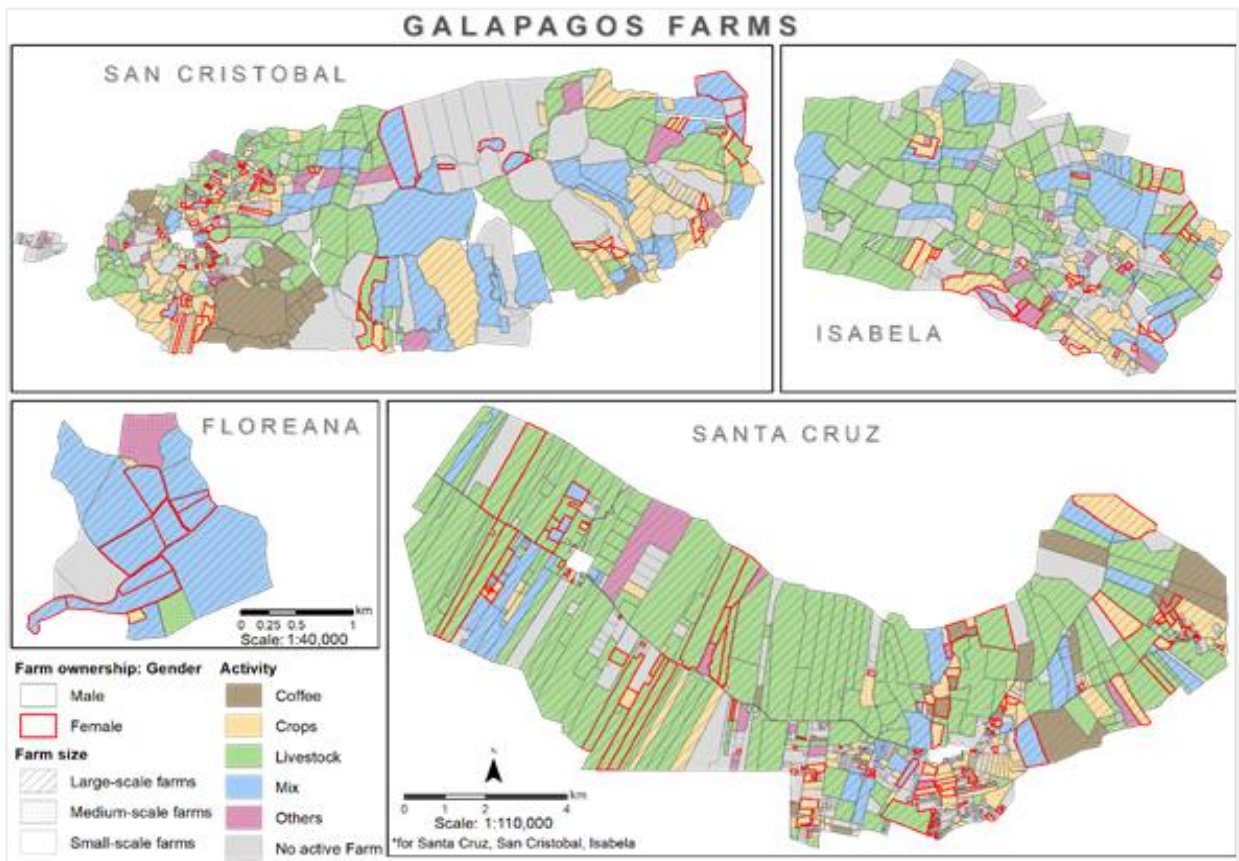 GALAPAGOS FARMS
SAN CRISTOBAL
ISABELA
FLOREANA
km
0 0.25 0.5 1
Scale: 1:40,000
SANTA CRUZ
N
km
0 1 2 4
Scale: 1:110,000
*for Santa Cruz, San Cristobal, Isabela
Farm ownership: Gender
Male
Female
Farm size
Large-scale farms
Medium-scale farms
Small-scale farms
Activity
Coffee
Crops
Livestock
Mix
Others
No active Farm